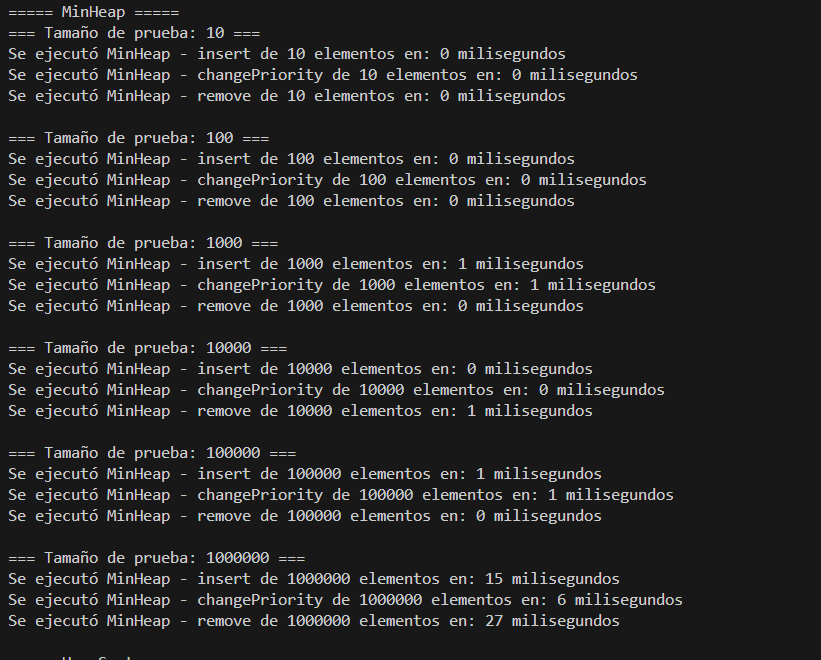 ===== MinHeap =====
=== Tamaño de prueba: 10 ===
Se ejecutó MinHeap - insert de 10 elementos en: 0 milisegundos
Se ejecutó MinHeap - changePriority de 10 elementos en: 0 milisegundos
Se ejecutó MinHeap - remove de 10 elementos en: 0 milisegundos
=== Tamaño de prueba: 100 ===
Se ejecutó MinHeap - insert de 100 elementos en: 0 milisegundos
Se ejecutó MinHeap - changePriority de 100 elementos en: 0 milisegundos
Se ejecutó MinHeap - remove de 100 elementos en: 0 milisegundos
=== Tamaño de prueba: 1000 ===
Se ejecutó MinHeap - insert de 1000 elementos en: 1 milisegundos
Se ejecutó MinHeap - changePriority de 1000 elementos en: 1 milisegundos
Se ejecutó MinHeap - remove de 1000 elementos en: 0 milisegundos
=== Tamaño de prueba: 10000 ===
Se ejecutó MinHeap - insert de 10000 elementos en: 0 milisegundos
Se ejecutó MinHeap - changePriority de 10000 elementos en: 0 milisegundos
Se ejecutó MinHeap - remove de 10000 elementos en: 1 milisegundos
=== Tamaño de prueba: 100000 ===
Se ejecutó MinHeap - insert de 100000 elementos en: 1 milisegundos
Se ejecutó MinHeap - changePriority de 100000 elementos en: 1 milisegundos
Se ejecutó MinHeap - remove de 100000 elementos en: 0 milisegundos
=== Tamaño de prueba: 1000000 ===
Se ejecutó MinHeap - insert de 1000000 elementos en: 15 milisegundos
Se ejecutó MinHeap - changePriority de 1000000 elementos en: 6 milisegundos
Se ejecutó MinHeap - remove de 1000000 elementos en: 27 milisegundos